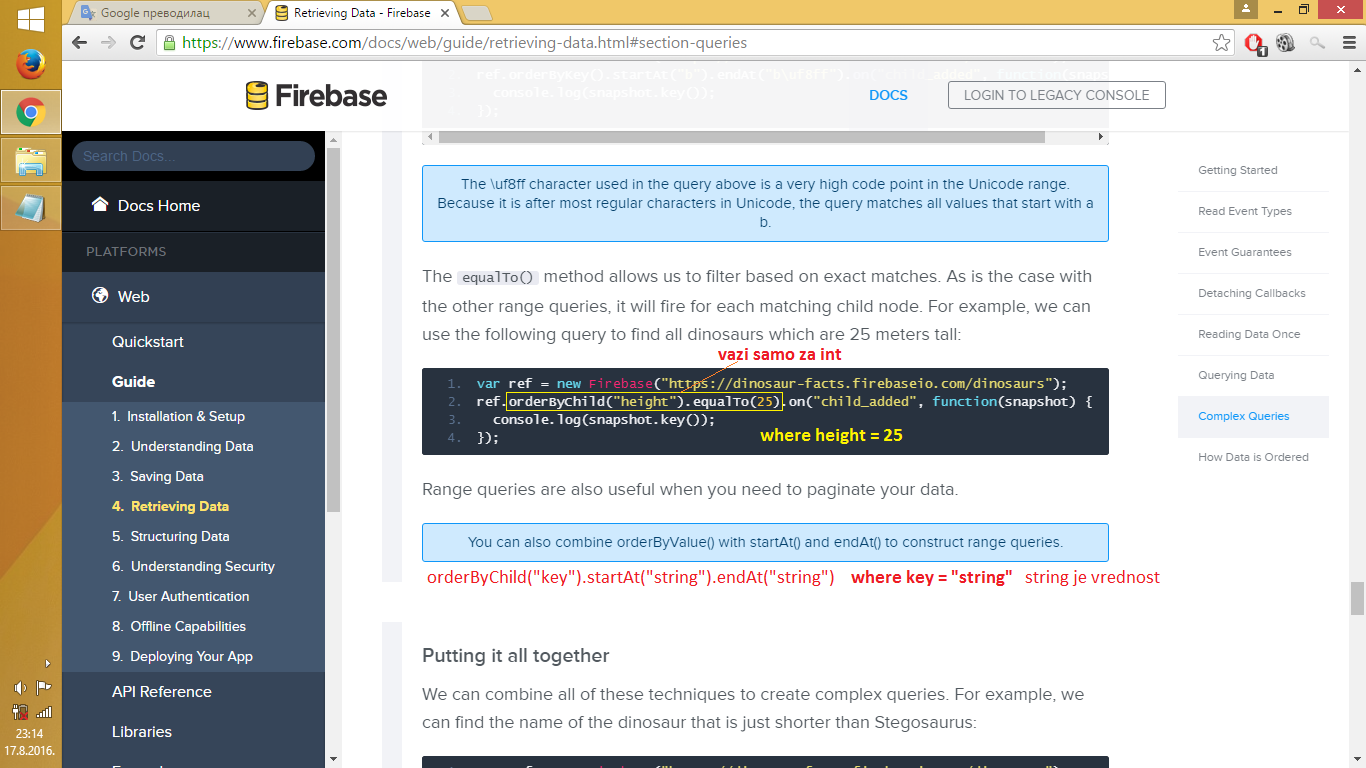 Google преводилац
Retrieving Data - Firebase
https://www.firebase.com/docs/web/guide/retrieving-data.html#section-queries
1
Firebase
DOCS
LOGIN TO LEGACY CONSOLE
ref.orderByKey().startAt("b").endAt("b\uf8ff").on("child_added", function(snaps
console.log(snapshot.key());
});
Search Docs...
Docs Home
PLATFORMS
Web
Quickstart
Guide
1. Installation & Setup
2. Understanding Data
3. Saving Data
4. Retrieving Data
5. Structuring Data
6. Understanding Security
7. User Authentication
8. Offline Capabilities
9. Deploying Your App
API Reference
Libraries
The \uf8ff character used in the query above is a very high code point in the Unicode range.
Because it is after most regular characters in Unicode, the query matches all values that start with a
b.
The equalTo() method allows us to filter based on exact matches. As is the case with
the other range queries, it will fire for each matching child node. For example, we can
use the following query to find all dinosaurs which are 25 meters tall:
vazi samo za int
1. var ref = new Firebase("https://dinosaur-facts.firebaseio.com/dinosaurs");
2. ref.orderByChild("height").equalTo(25).on("child_added", function(snapshot) {
3. console.log(snapshot.key());
4. });
where height = 25
Range queries are also useful when you need to paginate your data.
You can also combine orderByValue() with startAt() and endAt() to construct range queries.
orderByChild("key").startAt("string").endAt("string") where key = "string" string je vrednost
Putting it all together
We can combine all of these techniques to create complex queries. For example, we
can find the name of the dinosaur that is just shorter than Stegosaurus:
Getting Started
Read Event Types
Event Guarantees
Detaching Callbacks
Reading Data Once
Querying Data
Complex Queries
How Data is Ordered
23:14
17.8.2016.